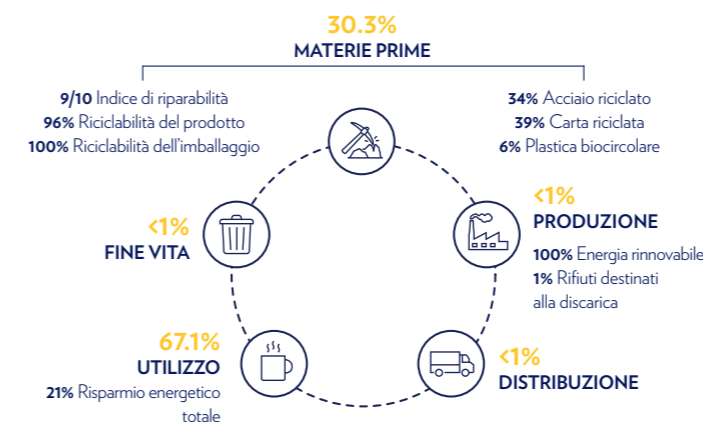 30.3%
MATERIE PRIME
9/10 Indice di riparabilità
96% Riciclabilità del prodotto
100% Riciclabilità dell'imballaggio
34% Acciaio riciclato
39% Carta riciclata
6% Plastica biocircolare
<1%
PRODUZIONE
100% Energia rinnovabile
1% Rifiuti destinati
alla discarica
<1%
DISTRIBUZIONE
67.1%
UTILIZZO
21% Risparmio energetico
totale
<1%
FINE VITA